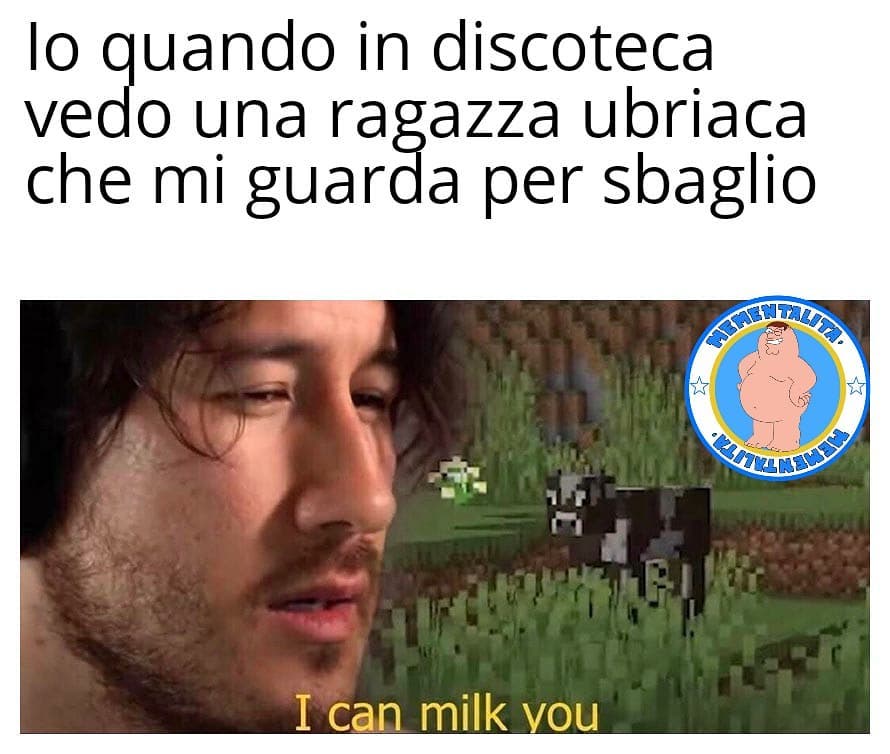 Io quando in discoteca
vedo una ragazza ubriaca
che mi guarda per sbaglio
MEMENTALITA'
MEMENTALITA'
I can milk you